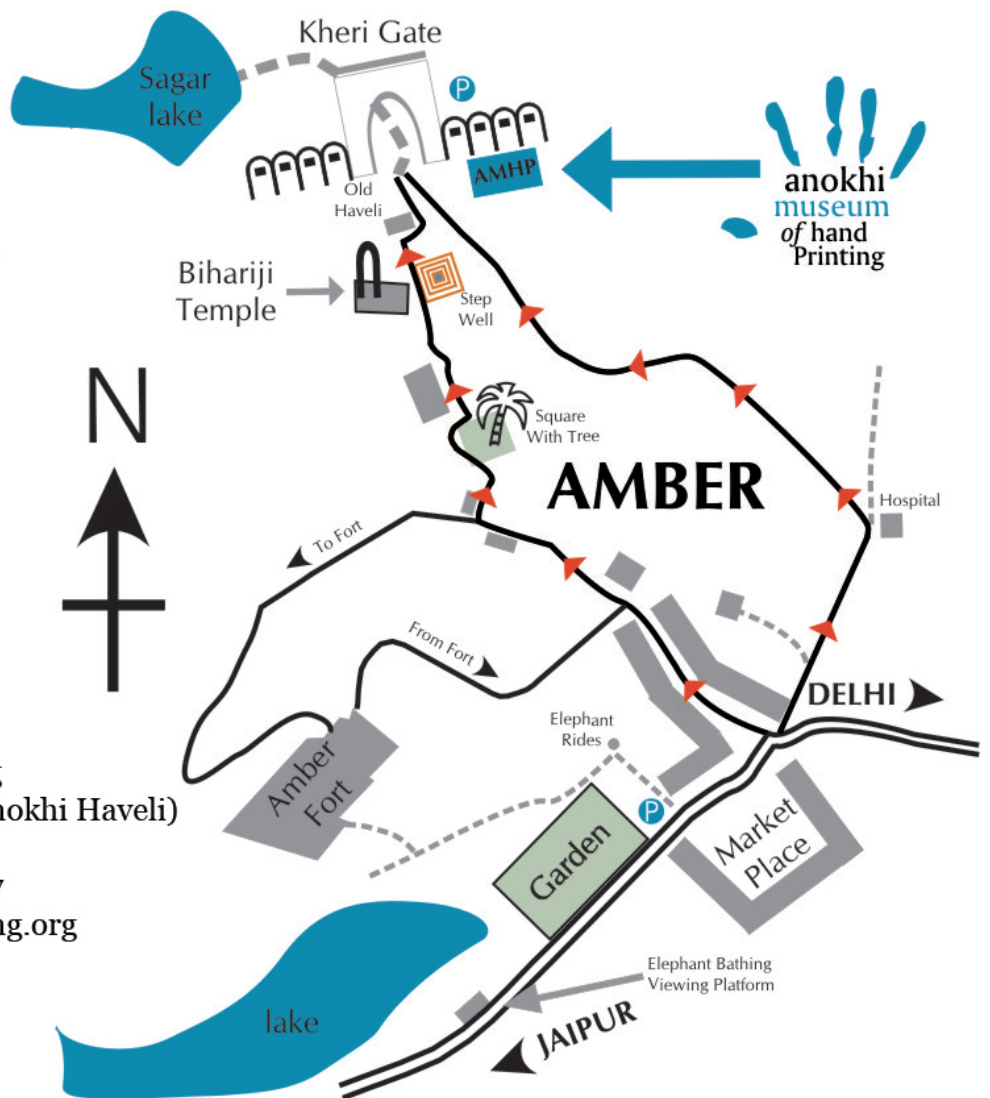 Kheri Gate
Sagar
lake
P
AMHP
anokhi
museum
of hand
Printing
Old
Haveli
Bihariji
Temple
Step
Well
N
Square
With Tree
AMBER
Hospital
To Fort
From Fort
DELHI
Elephant
Rides
Amber
Fort
nokhi Haveli)
P
Market
Place
Garden
ng.org
Elephant Bathing
Viewing Platform
lake
JAIPUR